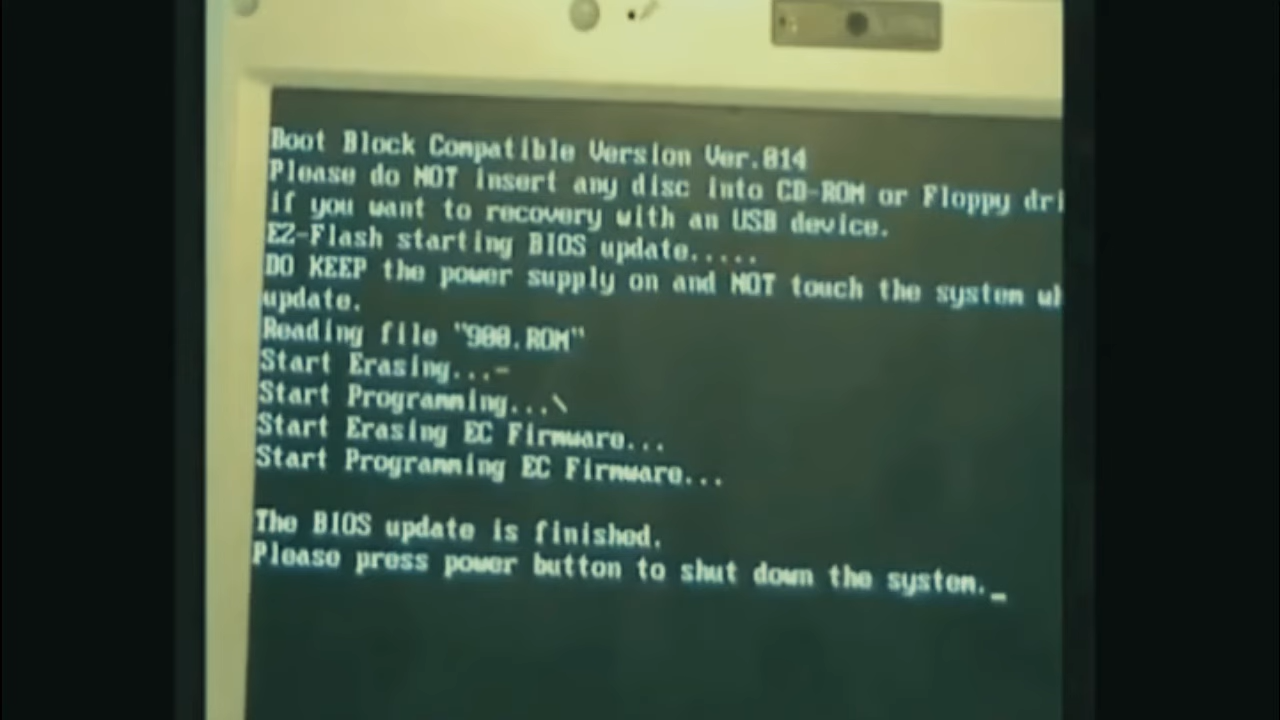 Boot Block Compatible Version Ver.014
Please do NOT insert any disc into CD-ROM or Floppy dri
if you want to recovery with an USB device.
EZ-Flash starting BIOS update.....
DO KEEP the power supply on and NOT touch the system wh
update.
Reading file "900.ROM"
Start Erasing...-
Start Programming...\
Start Erasing EC Firmware...
Start Programming EC Firmware...
The BIOS update is finished.
Please press power button to shut down the system._